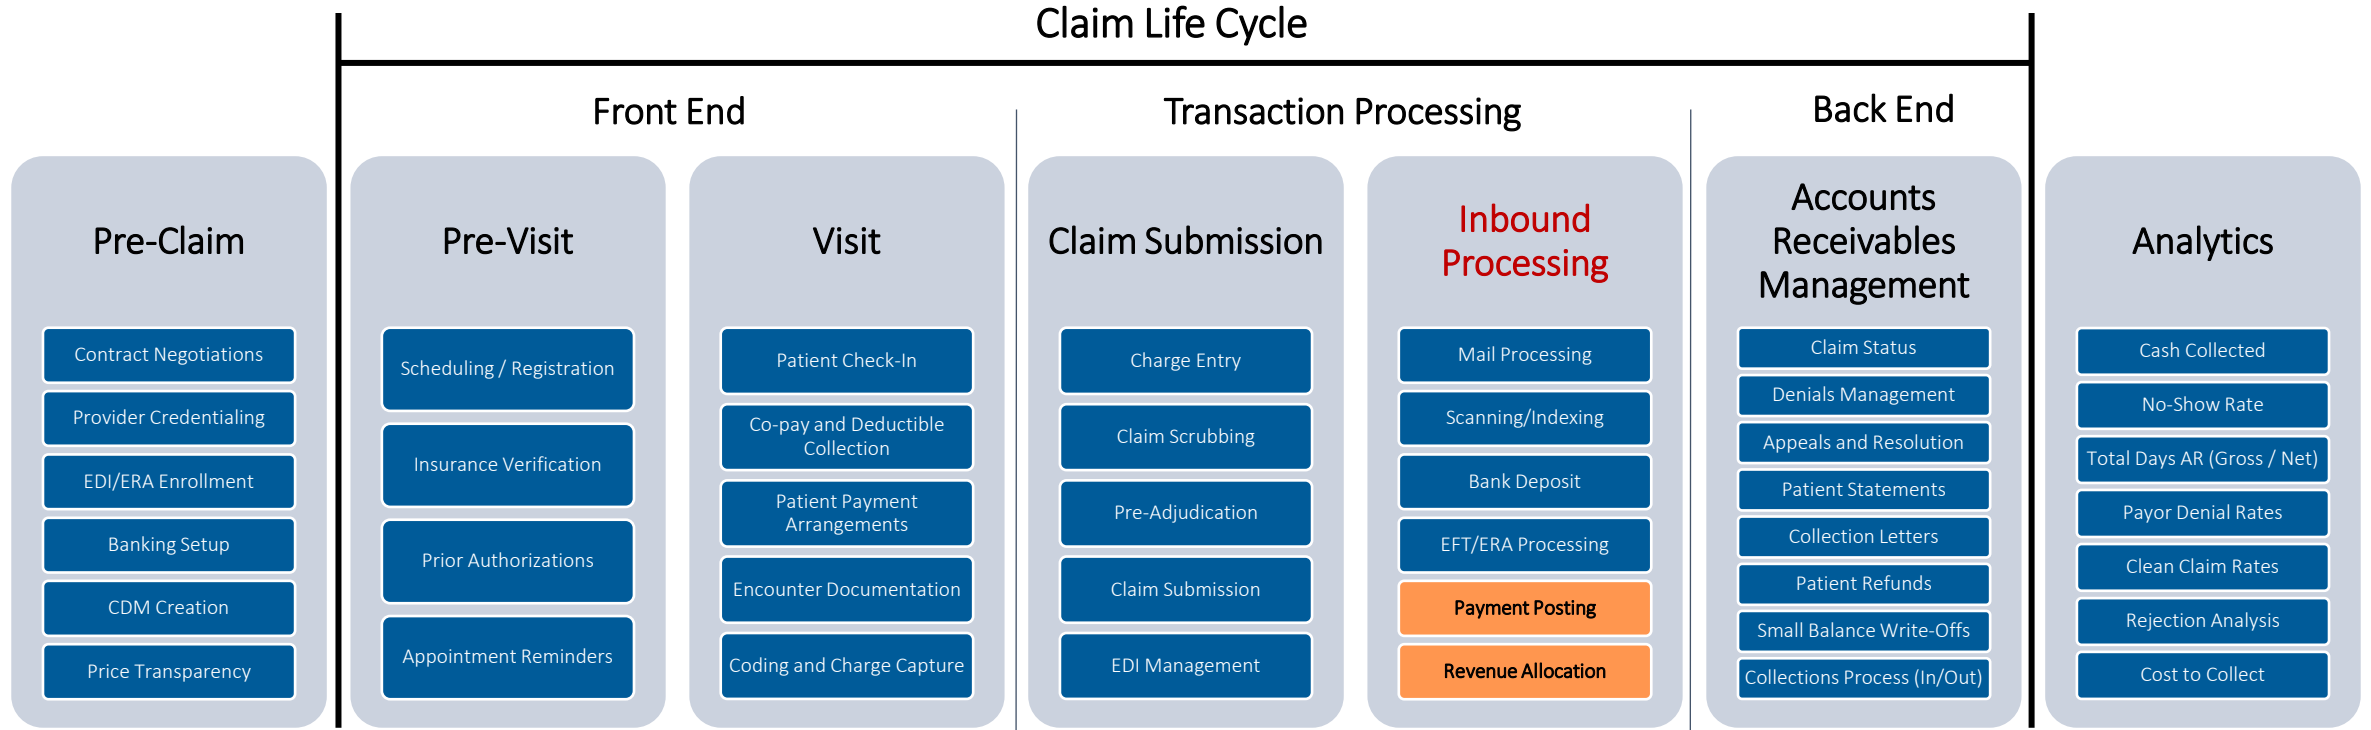 Claim Life Cycle
Front End
Transaction Processing
Back End
Pre-Claim
Contract Negotiations
Provider Credentialing
EDI/ERA Enrollment
Banking Setup
CDM Creation
Price Transparency
Pre-Visit
Scheduling / Registration
Insurance Verification
Prior Authorizations
Appointment Reminders
Visit
Patient Check-In
Co-pay and Deductible
Collection
Patient Payment
Arrangements
Encounter Documentation
Coding and Charge Capture
Claim Submission
Charge Entry
Claim Scrubbing
Pre-Adjudication
Claim Submission
EDI Management
Inbound
Processing
Mail Processing
Scanning/Indexing
Bank Deposit
EFT/ERA Processing
Payment Posting
Revenue Allocation
Accounts
Receivables
Management
Claim Status
Denials Management
Appeals and Resolution
Patient Statements
Collection Letters
Patient Refunds
Small Balance Write-Offs
Collections Process (In/Out)
Analytics
Cash Collected
No-Show Rate
Total Days AR (Gross / Net)
Payor Denial Rates
Clean Claim Rates
Rejection Analysis
Cost to Collect